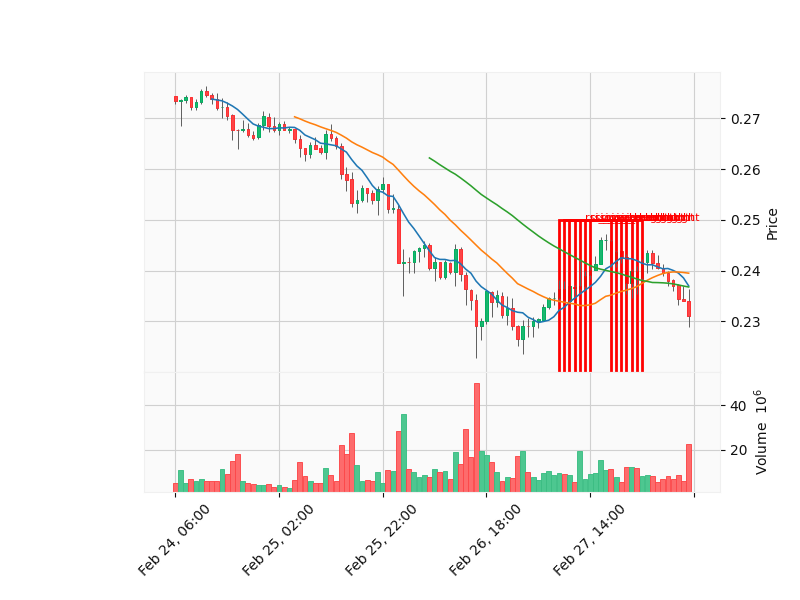 0.27
0.26
0.25
0.24
0.23
Price
40
20
Volume 10⁶
Feb 24, 06:00
Feb 25, 02:00
Feb 25, 22:00
Feb 26, 18:00
Feb 27, 14:00